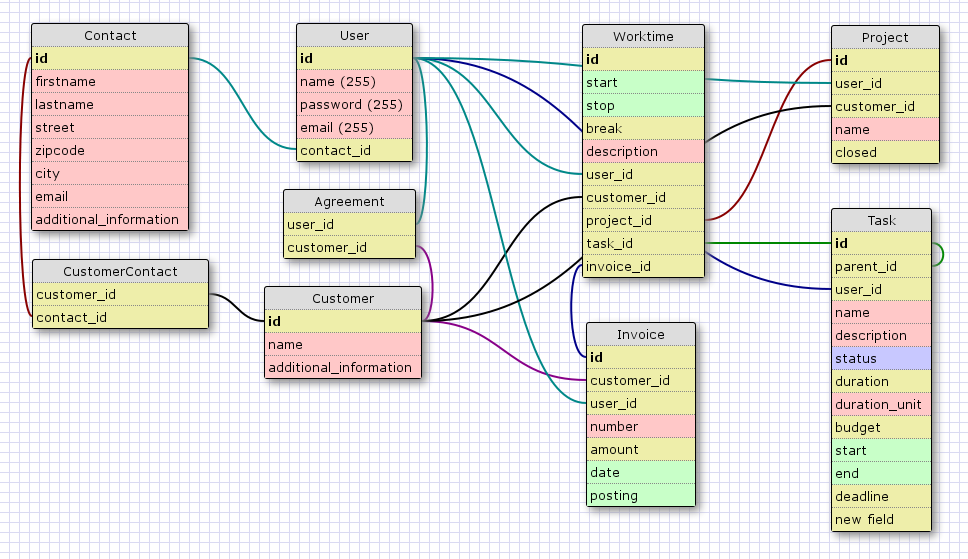 Contact
id
firstname
lastname
street
zipcode
city
email
additional_information
User
id
name (255)
password (255)
email (255)
contact_id
Agreement
user_id
customer_id
CustomerContact
customer_id
contact_id
Customer
id
name
additional_information
Worktime
id
start
stop
break
description
user_id
customer_id
project_id
task_id
invoice_id
Invoice
id
customer_id
user_id
number
amount
date
posting
Project
id
user_id
customer_id
name
closed
Task
id
parent_id
user_id
name
description
status
duration
duration_unit
budget
start
end
deadline
new field